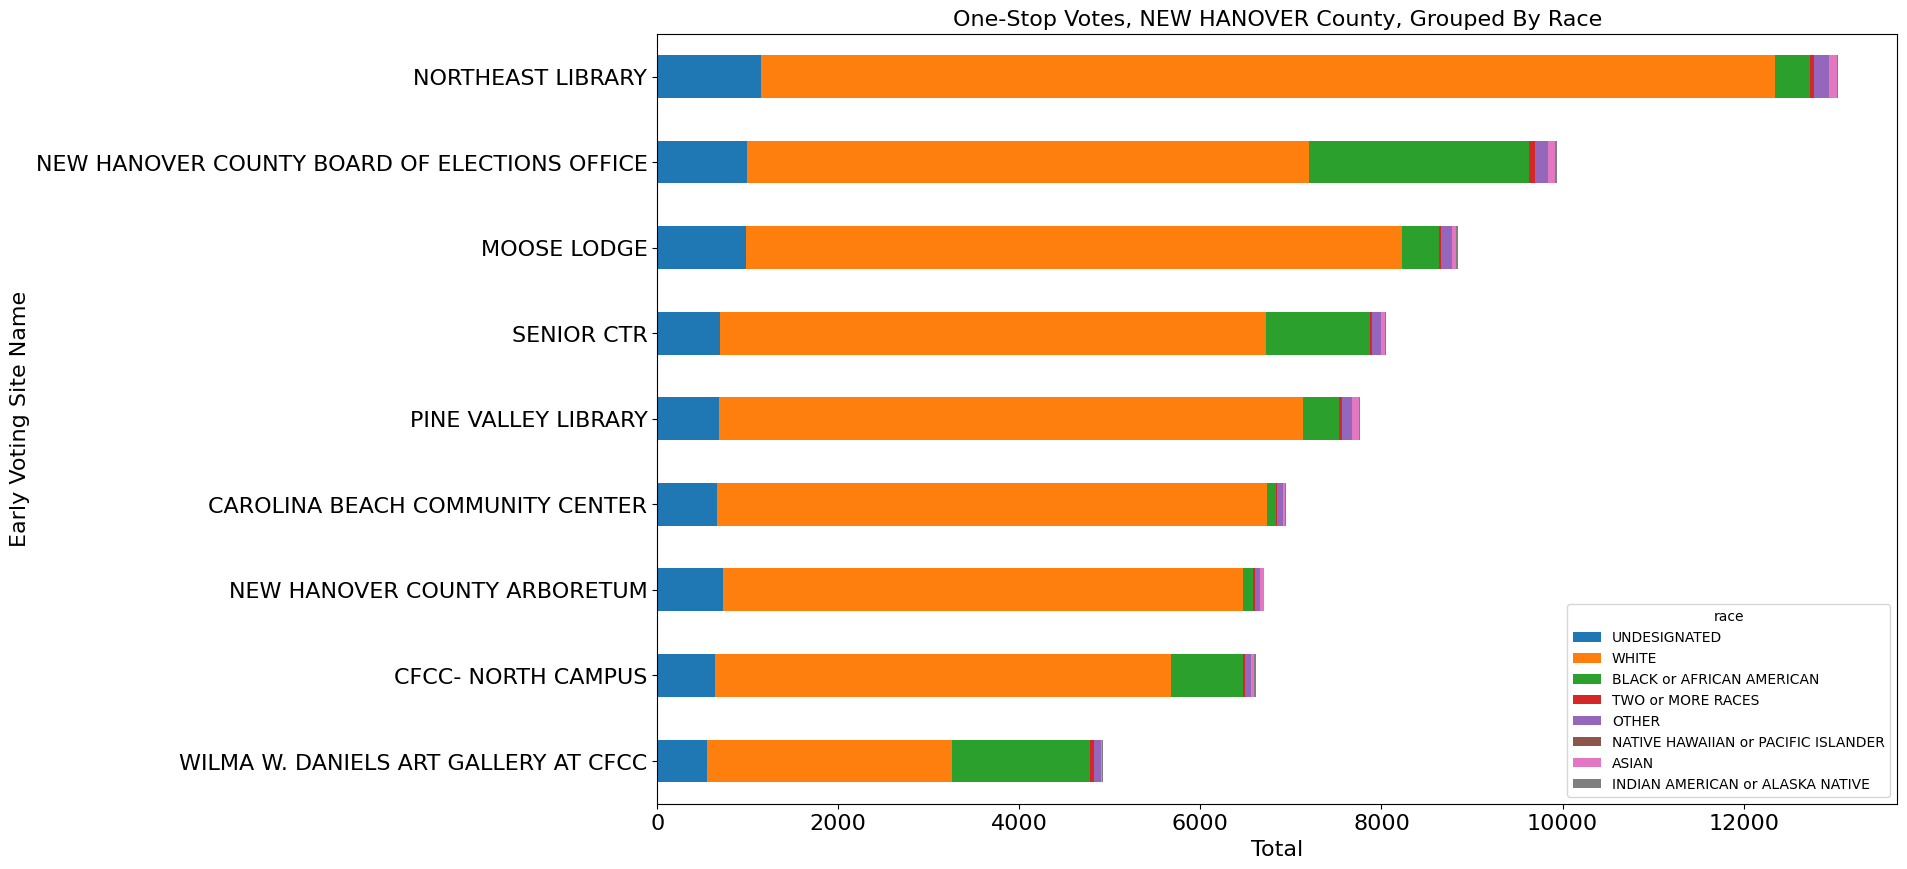 One-Stop Votes, NEW HANOVER County, Grouped By Race
Early Voting Site Name
NORTHEAST LIBRARY
NEW HANOVER COUNTY BOARD OF ELECTIONS OFFICE
MOOSE LODGE
SENIOR CTR
PINE VALLEY LIBRARY
CAROLINA BEACH COMMUNITY CENTER
NEW HANOVER COUNTY ARBORETUM
CFCC- NORTH CAMPUS
WILMA W. DANIELS ART GALLERY AT CFCC
race
UNDESIGNATED
WHITE
BLACK or AFRICAN AMERICAN
TWO or MORE RACES
OTHER
NATIVE HAWAIIAN or PACIFIC ISLANDER
ASIAN
INDIAN AMERICAN or ALASKA NATIVE
0 2000 4000 6000 8000 10000 12000
Total